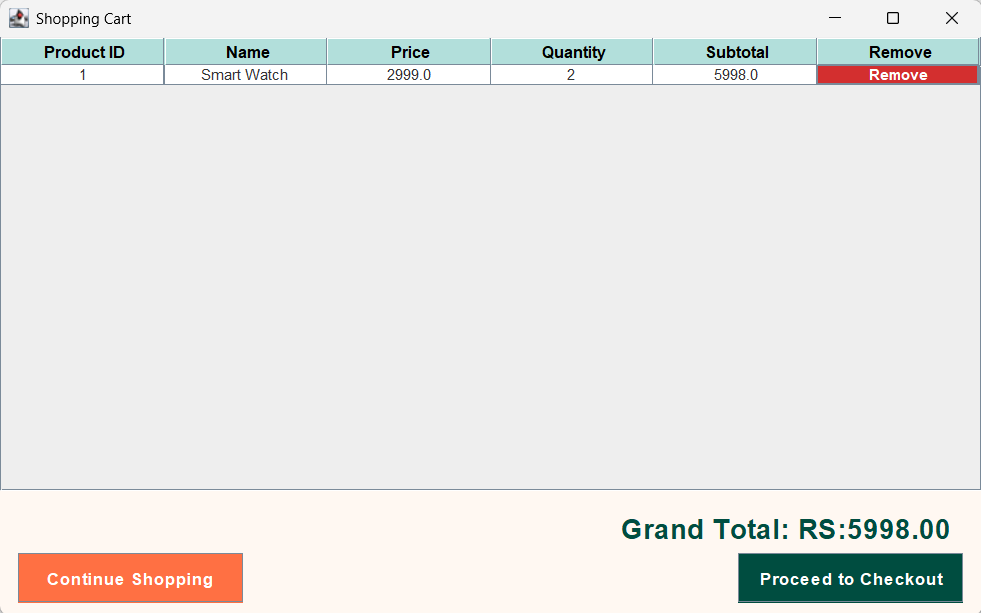 Shopping Cart
Product ID Name Price Quantity Subtotal Remove
1 Smart Watch 2999.0 2 5998.0 Remove
Grand Total: RS:5998.00
Continue Shopping Proceed to Checkout